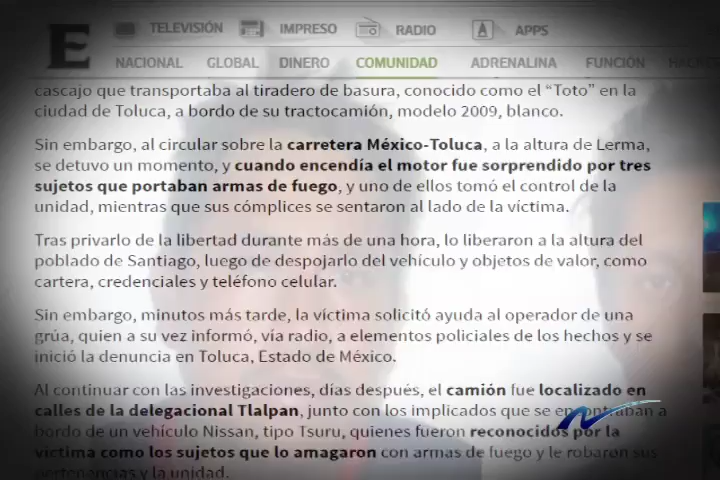 E
TELEVISIÓN IMPRESO RADIO APPS
NACIONAL GLOBAL DINERO COMUNIDAD ADRENALINA FUNCIÓN
cascajo que transportaba al tiradero de basura, conocido como el “Toto” en la
ciudad de Toluca, a bordo de su tractocamión, modelo 2009, blanco.
Sin embargo, al circular sobre la carretera México-Toluca, a la altura de Lerma,
se detuvo un momento, y cuando encendía el motor fue sorprendido por tres
sujetos que portaban armas de fuego, y uno de ellos tomó el control de la
unidad, mientras que sus cómplices se sentaron al lado de la víctima.
Tras privarlo de la libertad durante más de una hora, lo liberaron a la altura del
poblado de Santiago, luego de despojarlo del vehículo y objetos de valor, como
cartera, credenciales y teléfono celular.
Sin embargo, minutos más tarde, la víctima solicitó ayuda al operador de una
grúa, quien a su vez informó, vía radio, a elementos policiales de los hechos y se
inició la denuncia en Toluca, Estado de México.
Al continuar con las investigaciones, días después, el camión fue localizado en
calles de la delegacional Tlalpan, junto con los implicados que se encontraban a
bordo de un vehículo Nissan, tipo Tsuru, quienes fueron reconocidos por la
víctima como los sujetos que lo amagaron con armas de fuego y le robaron sus
pertenencias y la unidad.